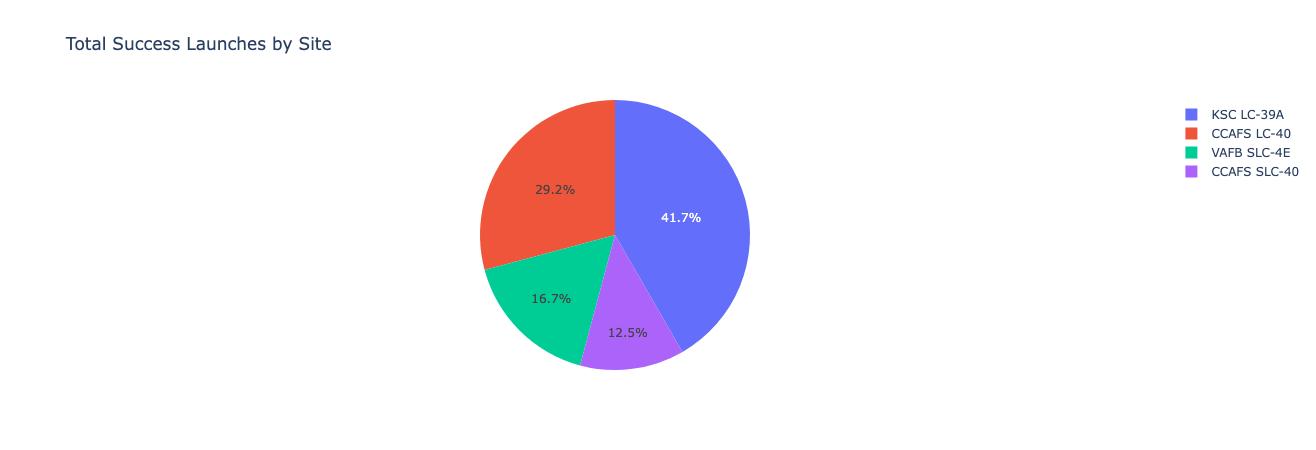 Total Success Launches by Site
KSC LC-39A
CCAFS LC-40
VAFB SLC-4E
CCAFS SLC-40
29.2%
41.7%
16.7%
12.5%